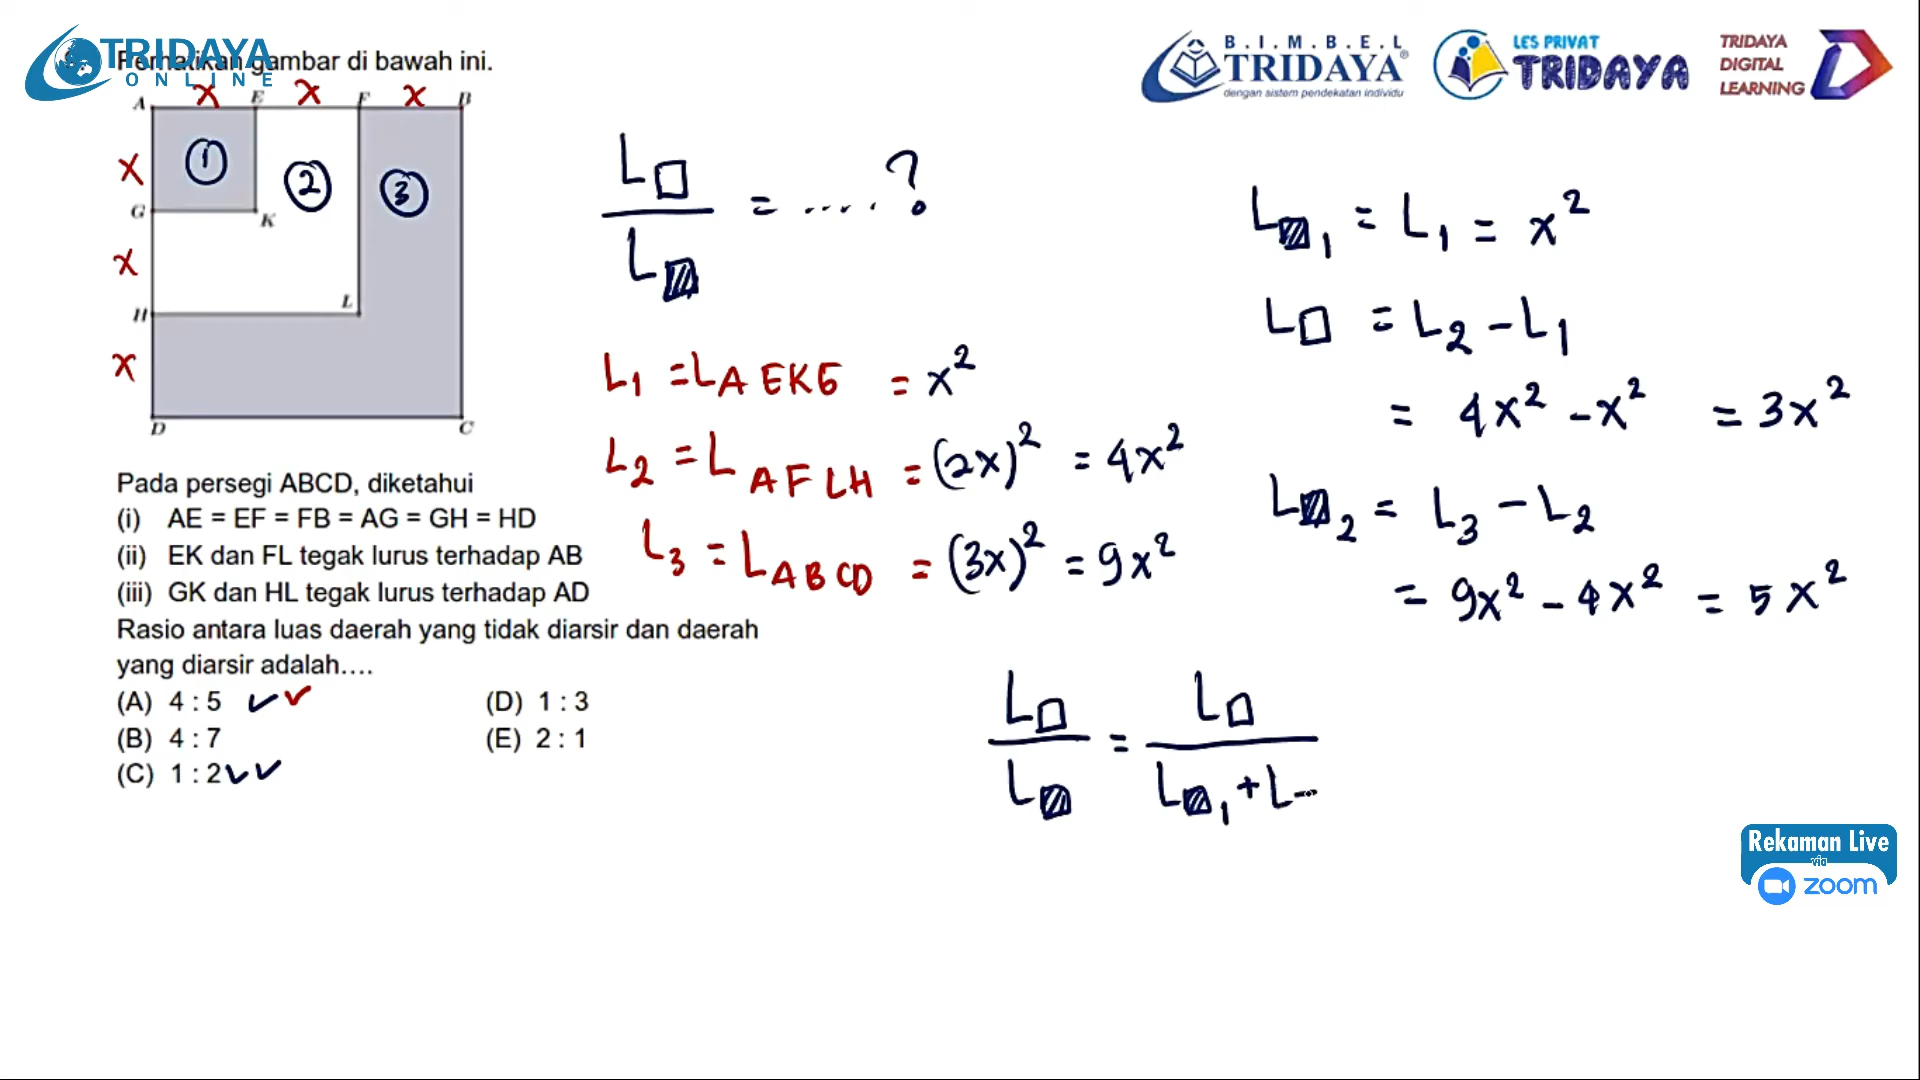 TRIDAYA
ONLINE
Perhatikan gambar di bawah ini.
B.I.M.B.E.L
TRIDAYA®
dengan sistem pendekatan individu
LES PRIVAT
TRIDAYA
TRIDAYA
DIGITAL
LEARNING
x x x
A E F B
x 1 2 3
G K
x
H L
x
D C
L□ / L▨ = .... ?
L1 = L AEKG = x²
L2 = L AFLH = (2x)² = 4x²
L3 = L ABCD = (3x)² = 9x²
L▨1 = L1 = x²
L□ = L2 - L1
= 4x² - x² = 3x²
L▨2 = L3 - L2
= 9x² - 4x² = 5x²
L□ / L▨ = L□ / L▨1 + L
Pada persegi ABCD, diketahui
(i) AE = EF = FB = AG = GH = HD
(ii) EK dan FL tegak lurus terhadap AB
(iii) GK dan HL tegak lurus terhadap AD
Rasio antara luas daerah yang tidak diarsir dan daerah
yang diarsir adalah....
(A) 4 : 5 (D) 1 : 3
(B) 4 : 7 (E) 2 : 1
(C) 1 : 2
Rekaman Live
via
zoom